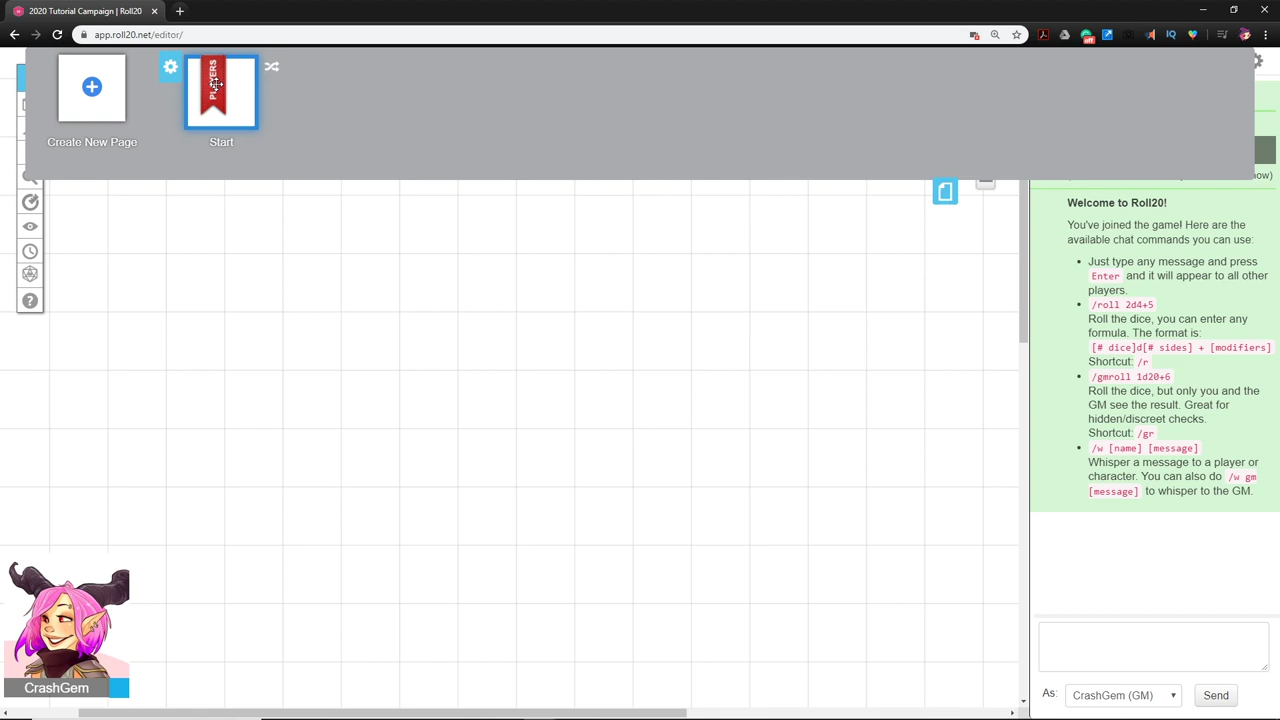 2020 Tutorial Campaign | Roll20
app.roll20.net/editor/
PLAYERS
Create New Page
Start
now)
Welcome to Roll20!
You've joined the game! Here are the
available chat commands you can use:
• Just type any message and press
Enter and it will appear to all other
players.
• /roll 2d4+5
Roll the dice, you can enter any
formula. The format is:
[# dice]d[# sides] + [modifiers]
Shortcut: /r
• /gmroll 1d20+6
Roll the dice, but only you and the
GM see the result. Great for
hidden/discreet checks.
Shortcut: /gr
• /w [name] [message]
Whisper a message to a player or
character. You can also do /w gm
[message] to whisper to the GM.
CrashGem
As: CrashGem (GM) Send